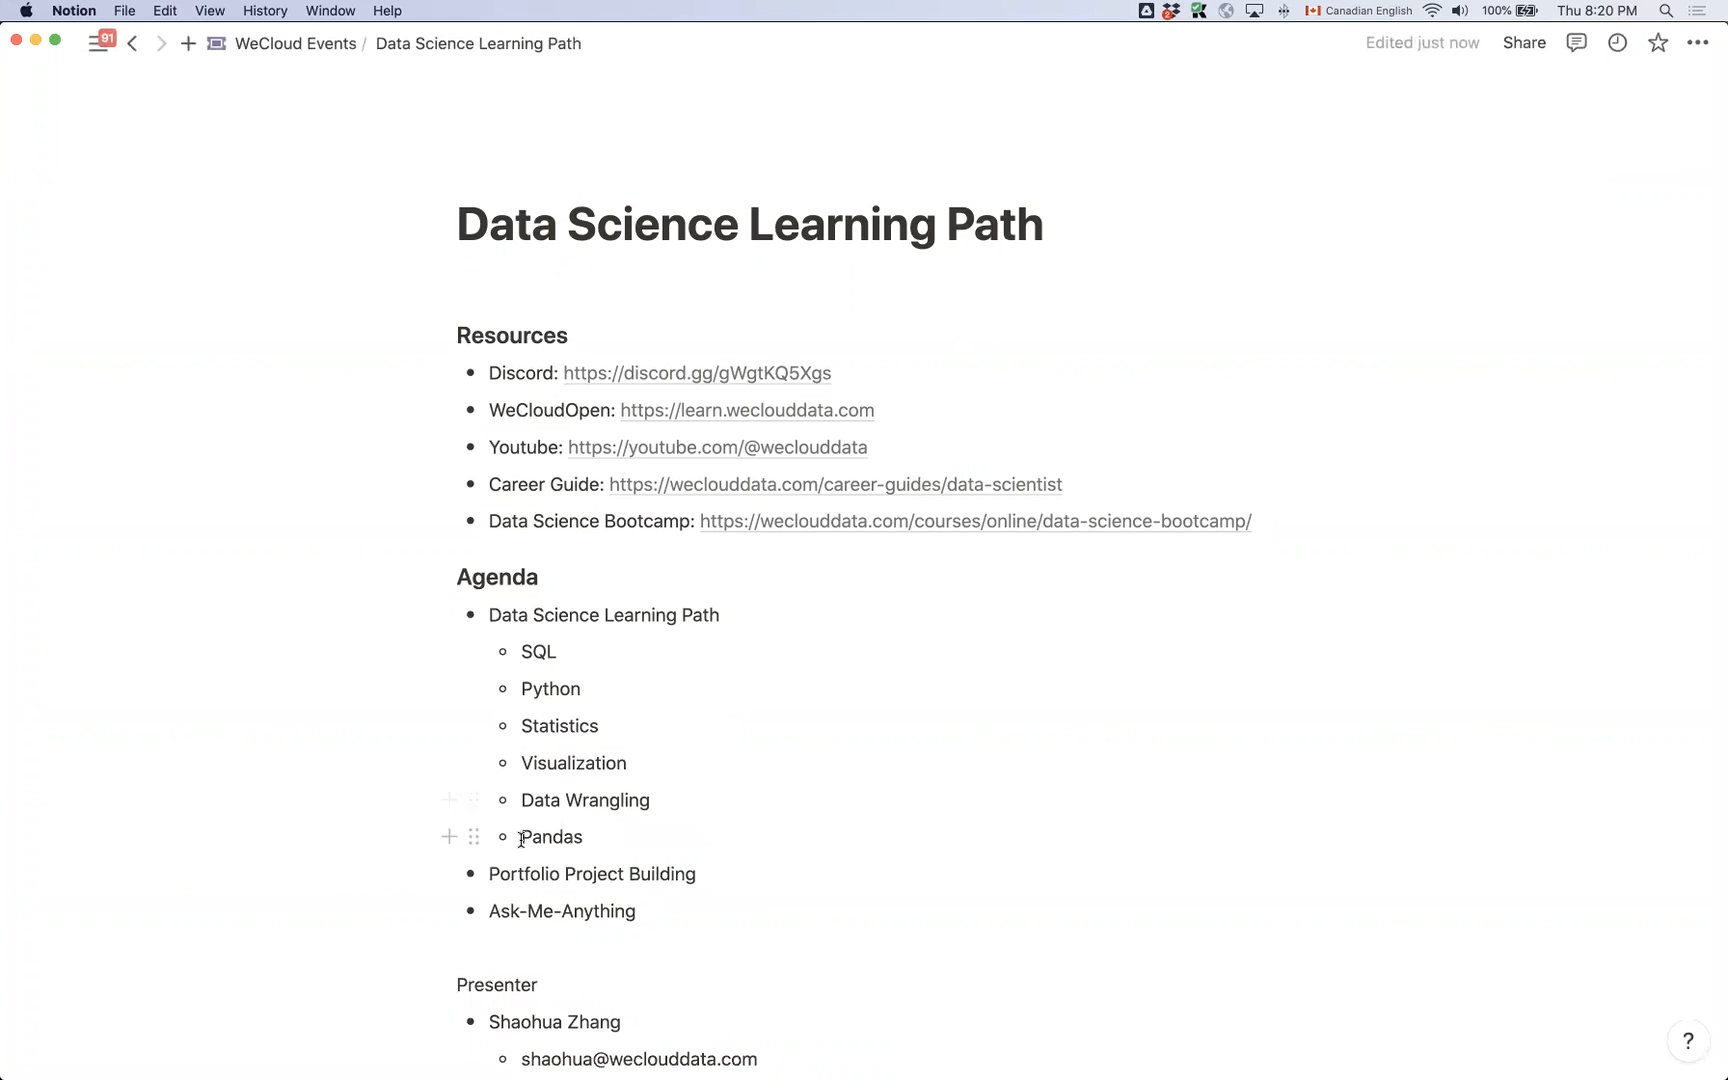 Notion File Edit View History Window Help Canadian English 100% Thu 8:20 PM
91 WeCloud Events / Data Science Learning Path Edited just now Share
Data Science Learning Path
Resources
• Discord: https://discord.gg/gWgtKQ5Xgs
• WeCloudOpen: https://learn.weclouddata.com
• Youtube: https://youtube.com/@weclouddata
• Career Guide: https://weclouddata.com/career-guides/data-scientist
• Data Science Bootcamp: https://weclouddata.com/courses/online/data-science-bootcamp/
Agenda
• Data Science Learning Path
◦ SQL
◦ Python
◦ Statistics
◦ Visualization
◦ Data Wrangling
◦ Pandas
• Portfolio Project Building
• Ask-Me-Anything
Presenter
• Shaohua Zhang
◦ shaohua@weclouddata.com
?